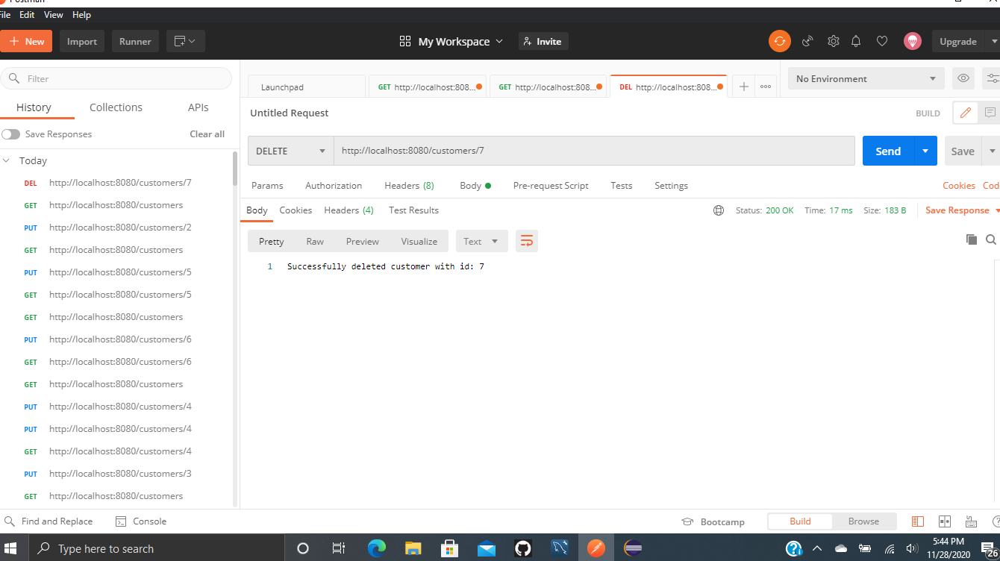 Postman
File Edit View Help
+ New Import Runner My Workspace Invite Upgrade
Filter
Launchpad GET http://localhost:808... GET http://localhost:808... DEL http://localhost:808... No Environment
History Collections APIs
Untitled Request BUILD
Save Responses Clear all
DELETE http://localhost:8080/customers/7 Send Save
Today
Params Authorization Headers (8) Body Pre-request Script Tests Settings Cookies Cod
DEL http://localhost:8080/customers/7
GET http://localhost:8080/customers
PUT http://localhost:8080/customers/2
GET http://localhost:8080/customers
PUT http://localhost:8080/customers/5
GET http://localhost:8080/customers/5
GET http://localhost:8080/customers
PUT http://localhost:8080/customers/6
GET http://localhost:8080/customers/6
GET http://localhost:8080/customers
PUT http://localhost:8080/customers/4
PUT http://localhost:8080/customers/4
GET http://localhost:8080/customers/4
PUT http://localhost:8080/customers/3
GET http://localhost:8080/customers
Body Cookies Headers (4) Test Results Status: 200 OK Time: 17 ms Size: 183 B Save Response
Pretty Raw Preview Visualize Text
1 Successfully deleted customer with id: 7
Find and Replace Console Bootcamp Build Browse
Type here to search
5:44 PM
11/28/2020
26